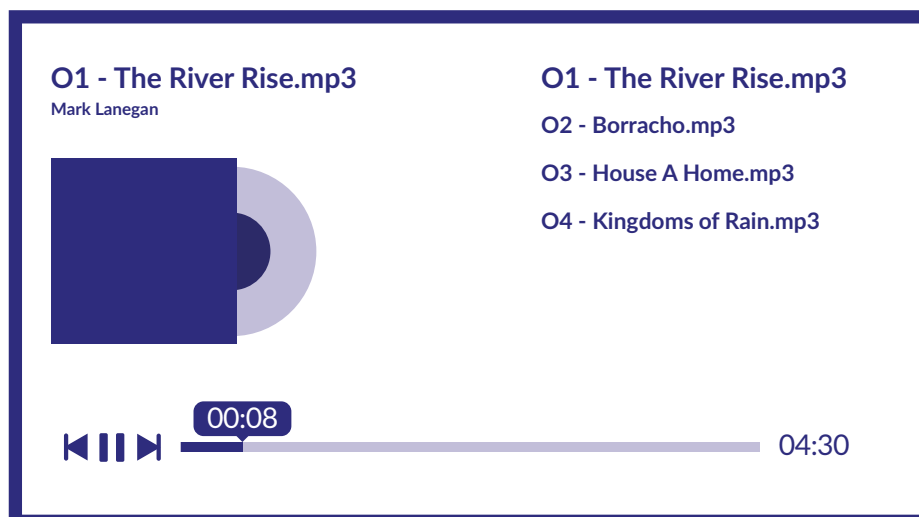 O1 - The River Rise.mp3
Mark Lanegan
O1 - The River Rise.mp3
O2 - Borracho.mp3
O3 - House A Home.mp3
O4 - Kingdoms of Rain.mp3
00:08
04:30